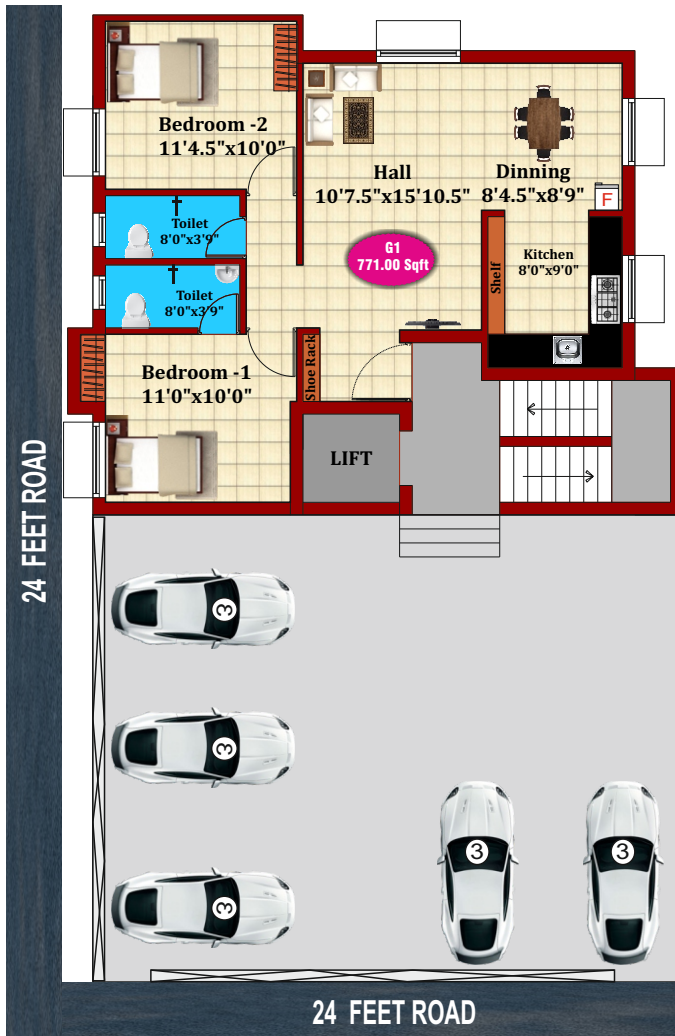 Bedroom -2
11'4.5"x10'0"
Hall
10'7.5"x15'10.5"
Dinning
8'4.5"x8'9"
F
Toilet
8'0"x3'9"
G1
771.00 Sqft
Kitchen
8'0"x9'0"
Shelf
Toilet
8'0"x3'9"
Bedroom -1
11'0"x10'0"
Shoe Rack
LIFT
24 FEET ROAD
3
3
3
3
3
24 FEET ROAD